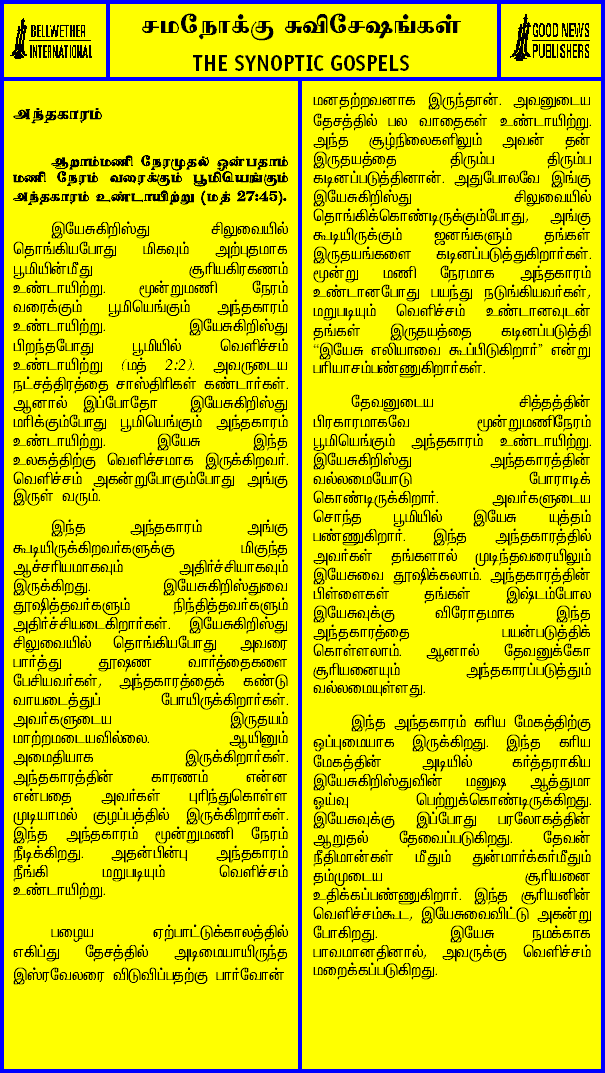 BELLWETHER
INTERNATIONAL
சமநோக்கு சுவிசேஷங்கள்
THE SYNOPTIC GOSPELS
GOOD NEWS
PUBLISHERS
அந்தகாரம்
ஆறாம்மணி நேரமுதல் ஒன்பதாம்
மணி நேரம் வரைக்கும் பூமியெங்கும்
அந்தகாரம் உண்டாயிற்று (மத் 27:45).
இயேசுகிறிஸ்து சிலுவையில்
தொங்கியபோது மிகவும் அற்புதமாக
பூமியின்மீது சூரியகிரகணம்
உண்டாயிற்று. மூன்றுமணி நேரம்
வரைக்கும் பூமியெங்கும் அந்தகாரம்
உண்டாயிற்று. இயேசுகிறிஸ்து
பிறந்தபோது பூமியில் வெளிச்சம்
உண்டாயிற்று (மத் 2:2). அவருடைய
நட்சத்திரத்தை சாஸ்திரிகள் கண்டார்கள்.
ஆனால் இப்போதோ இயேசுகிறிஸ்து
மரிக்கும்போது பூமியெங்கும் அந்தகாரம்
உண்டாயிற்று. இயேசு இந்த
உலகத்திற்கு வெளிச்சமாக இருக்கிறவர்.
வெளிச்சம் அகன்றுபோகும்போது அங்கு
இருள் வரும்.
இந்த அந்தகாரம் அங்கு
கூடியிருக்கிறவர்களுக்கு மிகுந்த
ஆச்சரியமாகவும் அதிர்ச்சியாகவும்
இருக்கிறது. இயேசுகிறிஸ்துவை
தூஷித்தவர்களும் நிந்தித்தவர்களும்
அதிர்ச்சியடைகிறார்கள். இயேசுகிறிஸ்து
சிலுவையில் தொங்கியபோது அவரை
பார்த்து தூஷண வார்த்தைகளை
பேசியவர்கள், அந்தகாரத்தைக் கண்டு
வாயடைத்துப் போயிருக்கிறார்கள்.
அவர்களுடைய இருதயம்
மாற்றமடையவில்லை. ஆயினும்
அமைதியாக இருக்கிறார்கள்.
அந்தகாரத்தின் காரணம் என்ன
என்பதை அவர்கள் புரிந்துகொள்ள
முடியாமல் குழப்பத்தில் இருக்கிறார்கள்.
இந்த அந்தகாரம் மூன்றுமணி நேரம்
நீடிக்கிறது. அதன்பின்பு அந்தகாரம்
நீங்கி மறுபடியும் வெளிச்சம்
உண்டாயிற்று.
பழைய ஏற்பாட்டுக்காலத்தில்
எகிப்து தேசத்தில் அடிமையாயிருந்த
இஸ்ரவேலரை விடுவிப்பதற்கு பார்வோன்
மனதற்றவனாக இருந்தான். அவனுடைய
தேசத்தில் பல வாதைகள் உண்டாயிற்று.
அந்த சூழ்நிலைகளிலும் அவன் தன்
இருதயத்தை திரும்ப திரும்ப
கடினப்படுத்தினான். அதுபோலவே இங்கு
இயேசுகிறிஸ்து சிலுவையில்
தொங்கிக்கொண்டிருக்கும்போது, அங்கு
கூடியிருக்கும் ஜனங்களும் தங்கள்
இருதயங்களை கடினப்படுத்துகிறார்கள்.
மூன்று மணி நேரமாக அந்தகாரம்
உண்டானபோது பயந்து நடுங்கியவர்கள்,
மறுபடியும் வெளிச்சம் உண்டானவுடன்
தங்கள் இருதயத்தை கடினப்படுத்தி
“இயேசு எலியாவை கூப்பிடுகிறார்” என்று
பரியாசம்பண்ணுகிறார்கள்.
தேவனுடைய சித்தத்தின்
பிரகாரமாகவே மூன்றுமணிநேரம்
பூமியெங்கும் அந்தகாரம் உண்டாயிற்று.
இயேசுகிறிஸ்து அந்தகாரத்தின்
வல்லமையோடு போராடிக்
கொண்டிருக்கிறார். அவர்களுடைய
சொந்த பூமியில் இயேசு யுத்தம்
பண்ணுகிறார். இந்த அந்தகாரத்தில்
அவர்கள் தங்களால் முடிந்தவரையிலும்
இயேசுவை தூஷிக்கலாம். அந்தகாரத்தின்
பிள்ளைகள் தங்கள் இஷ்டம்போல
இயேசுவுக்கு விரோதமாக இந்த
அந்தகாரத்தை பயன்படுத்திக்
கொள்ளலாம். ஆனால் தேவனுக்கோ
சூரியனையும் அந்தகாரப்படுத்தும்
வல்லமையுள்ளது.
இந்த அந்தகாரம் கரிய மேகத்திற்கு
ஒப்புமையாக இருக்கிறது. இந்த கரிய
மேகத்தின் அடியில் கர்த்தராகிய
இயேசுகிறிஸ்துவின் மனுஷ ஆத்துமா
ஓய்வு பெற்றுக்கொண்டிருக்கிறது.
இயேசுவுக்கு இப்போது பரலோகத்தின்
ஆறுதல் தேவைப்படுகிறது. தேவன்
நீதிமான்கள் மீதும் துன்மார்க்கர்மீதும்
தம்முடைய சூரியனை
உதிக்கப்பண்ணுகிறார். இந்த சூரியனின்
வெளிச்சம்கூட, இயேசுவைவிட்டு அகன்று
போகிறது. இயேசு நமக்காக
பாவமானதினால், அவருக்கு வெளிச்சம்
மறைக்கப்படுகிறது.